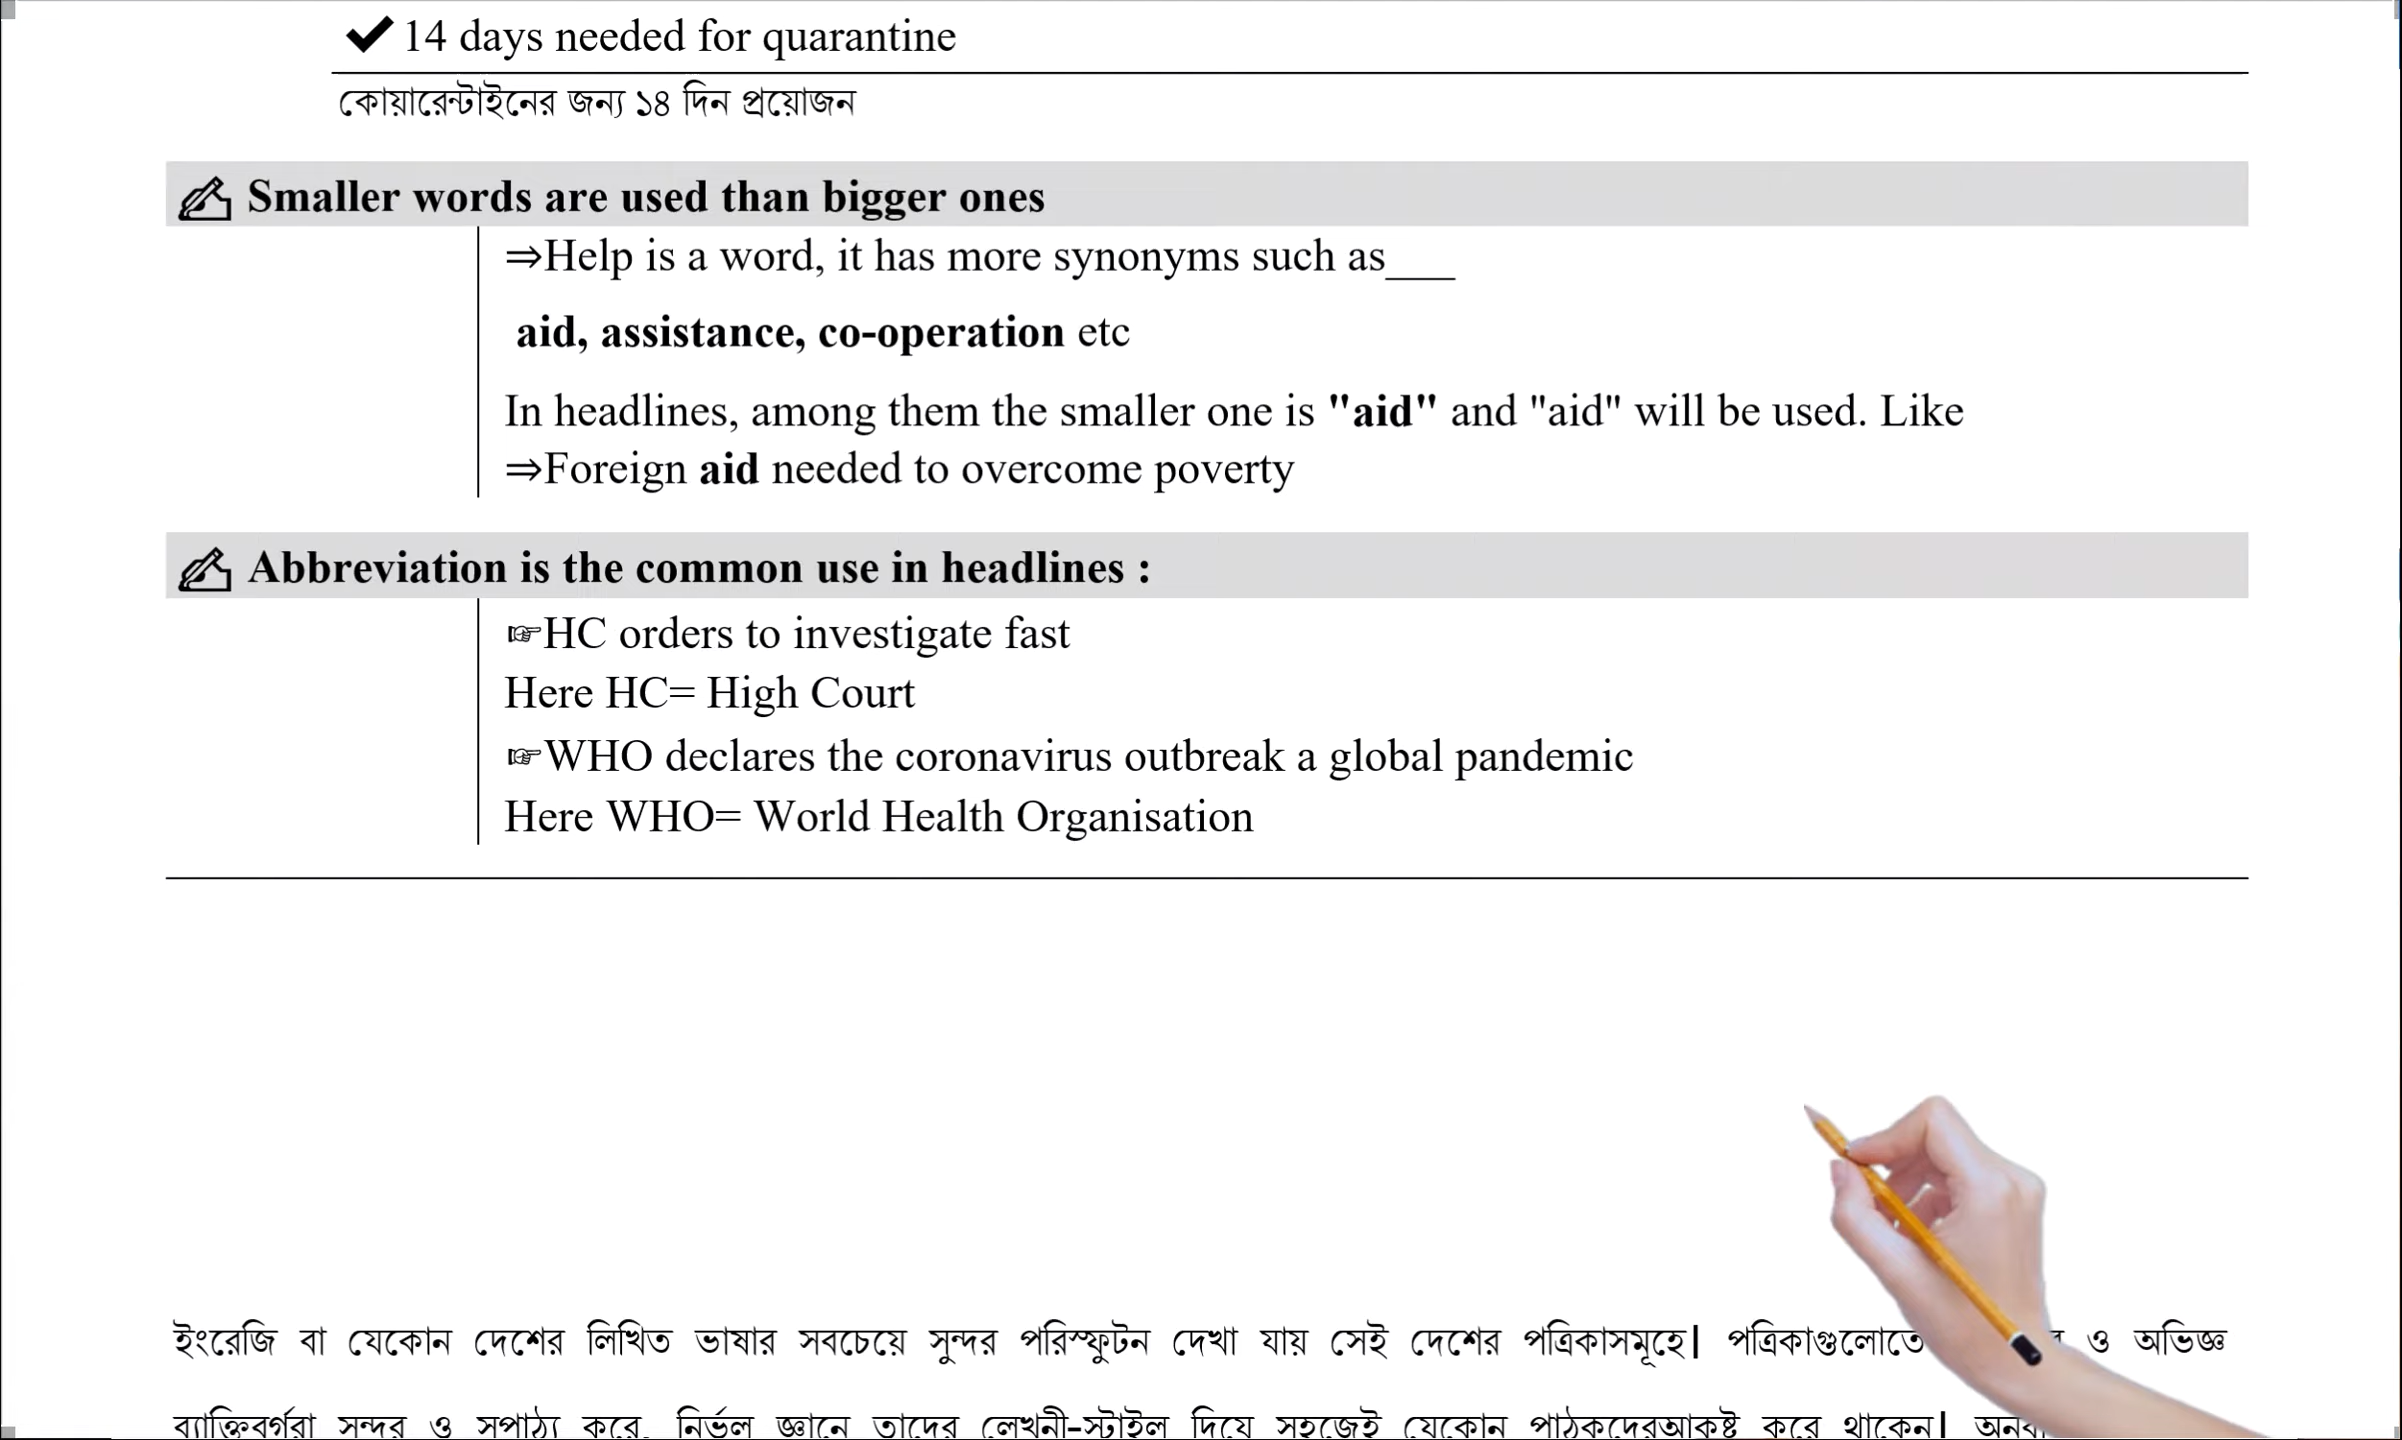 ✔14 days needed for quarantine
কোয়ারেন্টাইনের জন্য ১৪ দিন প্রয়োজন
Smaller words are used than bigger ones
⇒Help is a word, it has more synonyms such as___
aid, assistance, co-operation etc
In headlines, among them the smaller one is "aid" and "aid" will be used. Like
⇒Foreign aid needed to overcome poverty
Abbreviation is the common use in headlines :
☞HC orders to investigate fast
Here HC= High Court
☞WHO declares the coronavirus outbreak a global pandemic
Here WHO= World Health Organisation
ইংরেজি বা যেকোন দেশের লিখিত ভাষার সবচেয়ে সুন্দর পরিস্ফুটন দেখা যায় সেই দেশের পত্রিকাসমূহে। পত্রিকাগুলোতে ও অভিজ্ঞ
ব্যাক্তিবর্গরা সুন্দর ও সুপাঠ্য করে, নির্ভুল জ্ঞানে তাদের লেখনী-স্টাইল দিয়ে সহজেই যেকোন পাঠকদেরআকৃষ্ট করে থাকেন।